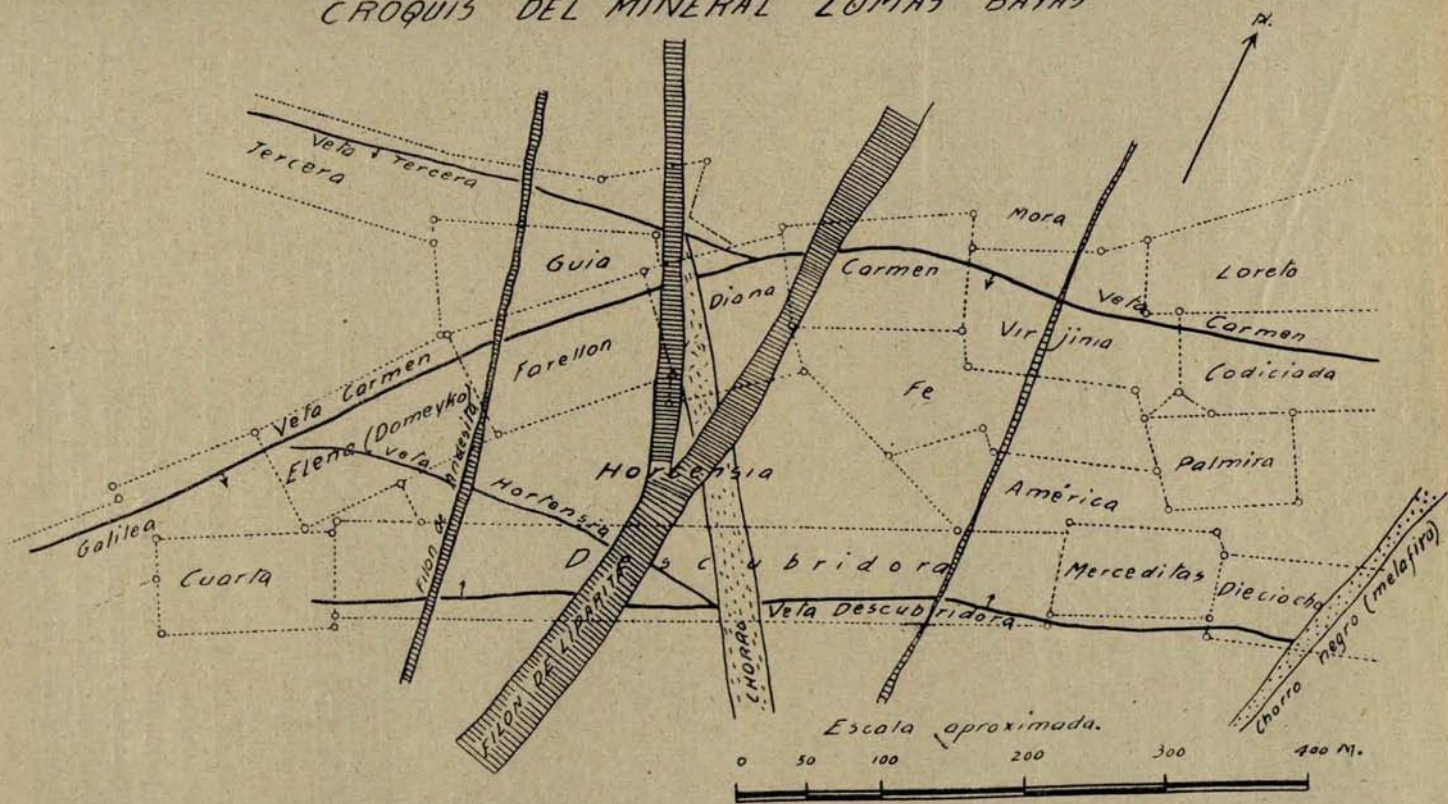 CROQUIS DEL MINERAL LOMAS BAYAS
N.
Veta Tercera
Tercera
Mora
Guia
Carmen
Loreto
Diana
Veta Carmen
Virjinia
Farellon
Codiciada
Veta Carmen
Fe
Elena (Domeyko)
Veta Hortensia
Palmira
Hortensia
América
Filon de Andesita
Galilea
Cuarta
Descubridora
Merceditas
Dieciocho
Veta Descubridora
FILON DE LIPARITA
CHORRO
Chorro negro (melafiro)
Escala aproximada.
0 50 100 200 300 400 M.